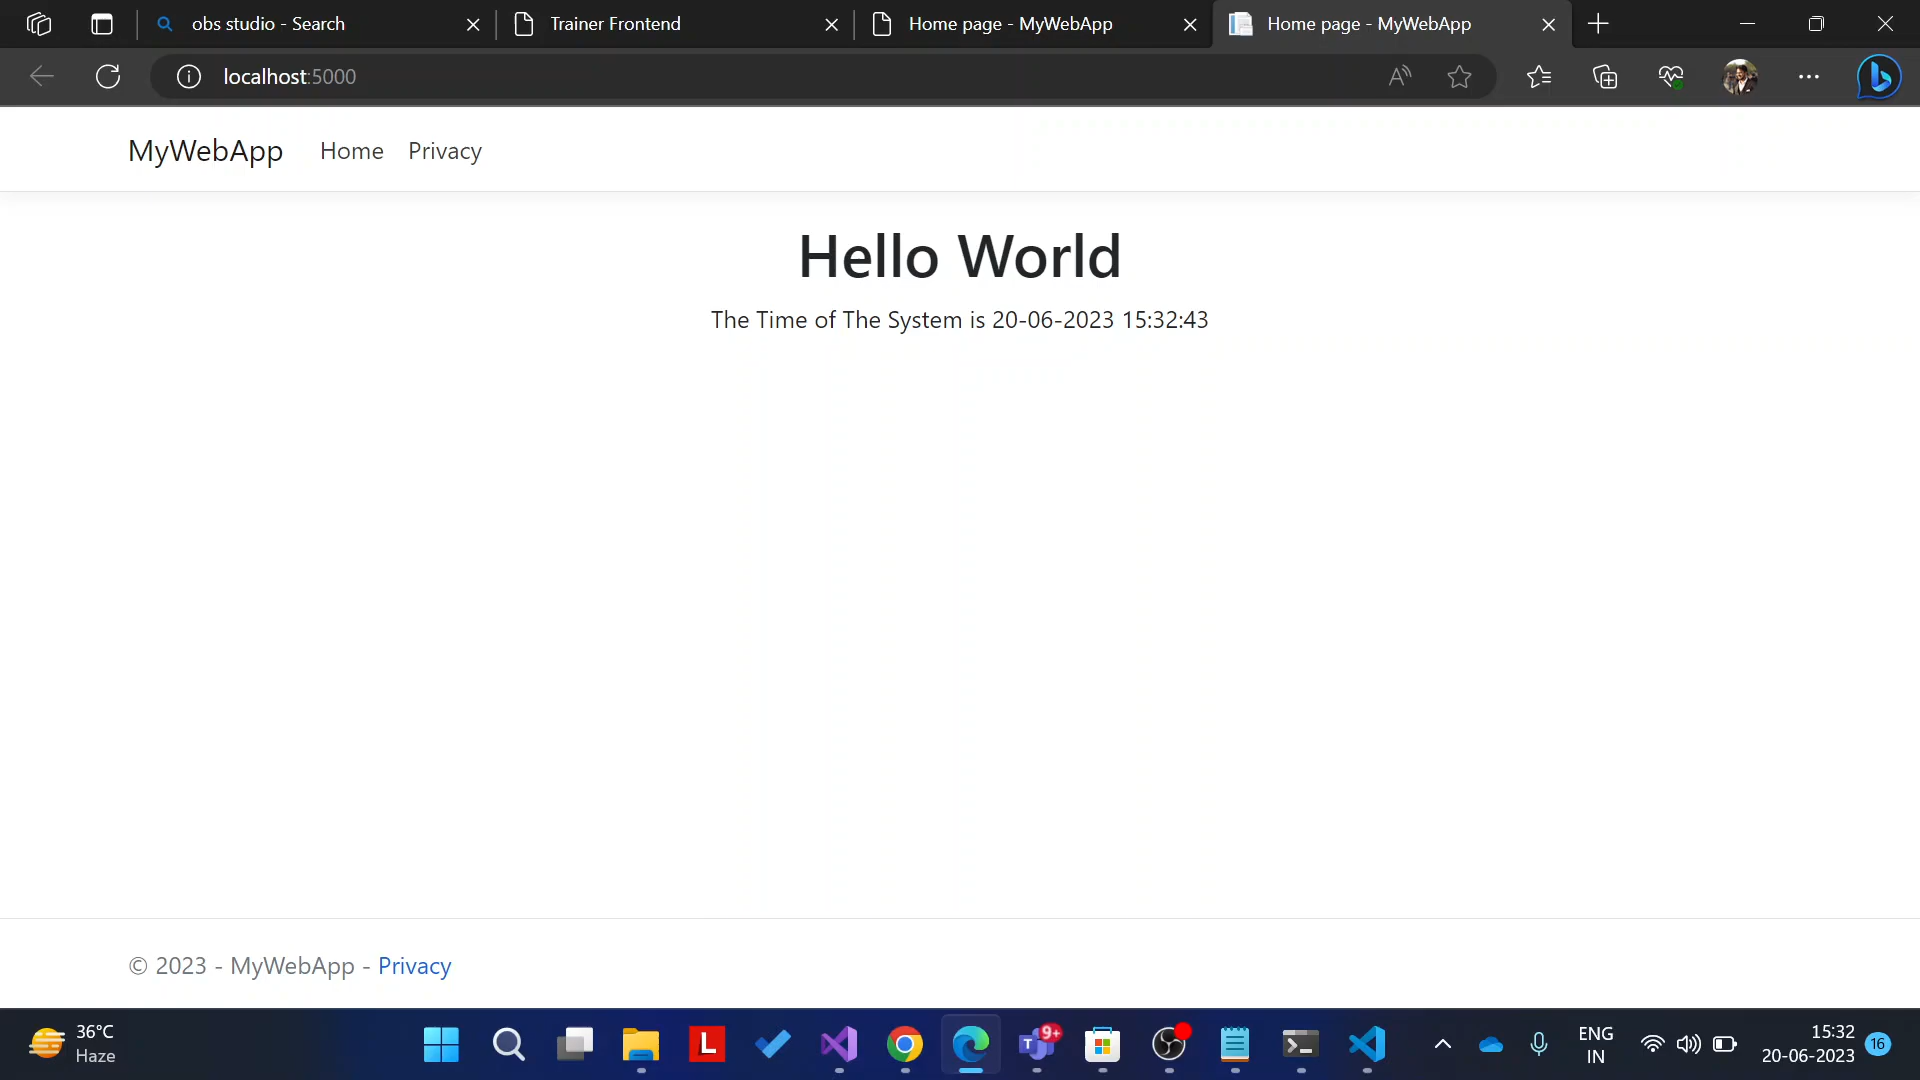 obs studio - Search
Trainer Frontend
Home page - MyWebApp
Home page - MyWebApp
localhost:5000
MyWebApp Home Privacy
Hello World
The Time of The System is 20-06-2023 15:32:43
© 2023 - MyWebApp - Privacy
36°C
Haze
L
T
9+
ENG
IN
15:32
20-06-2023
16